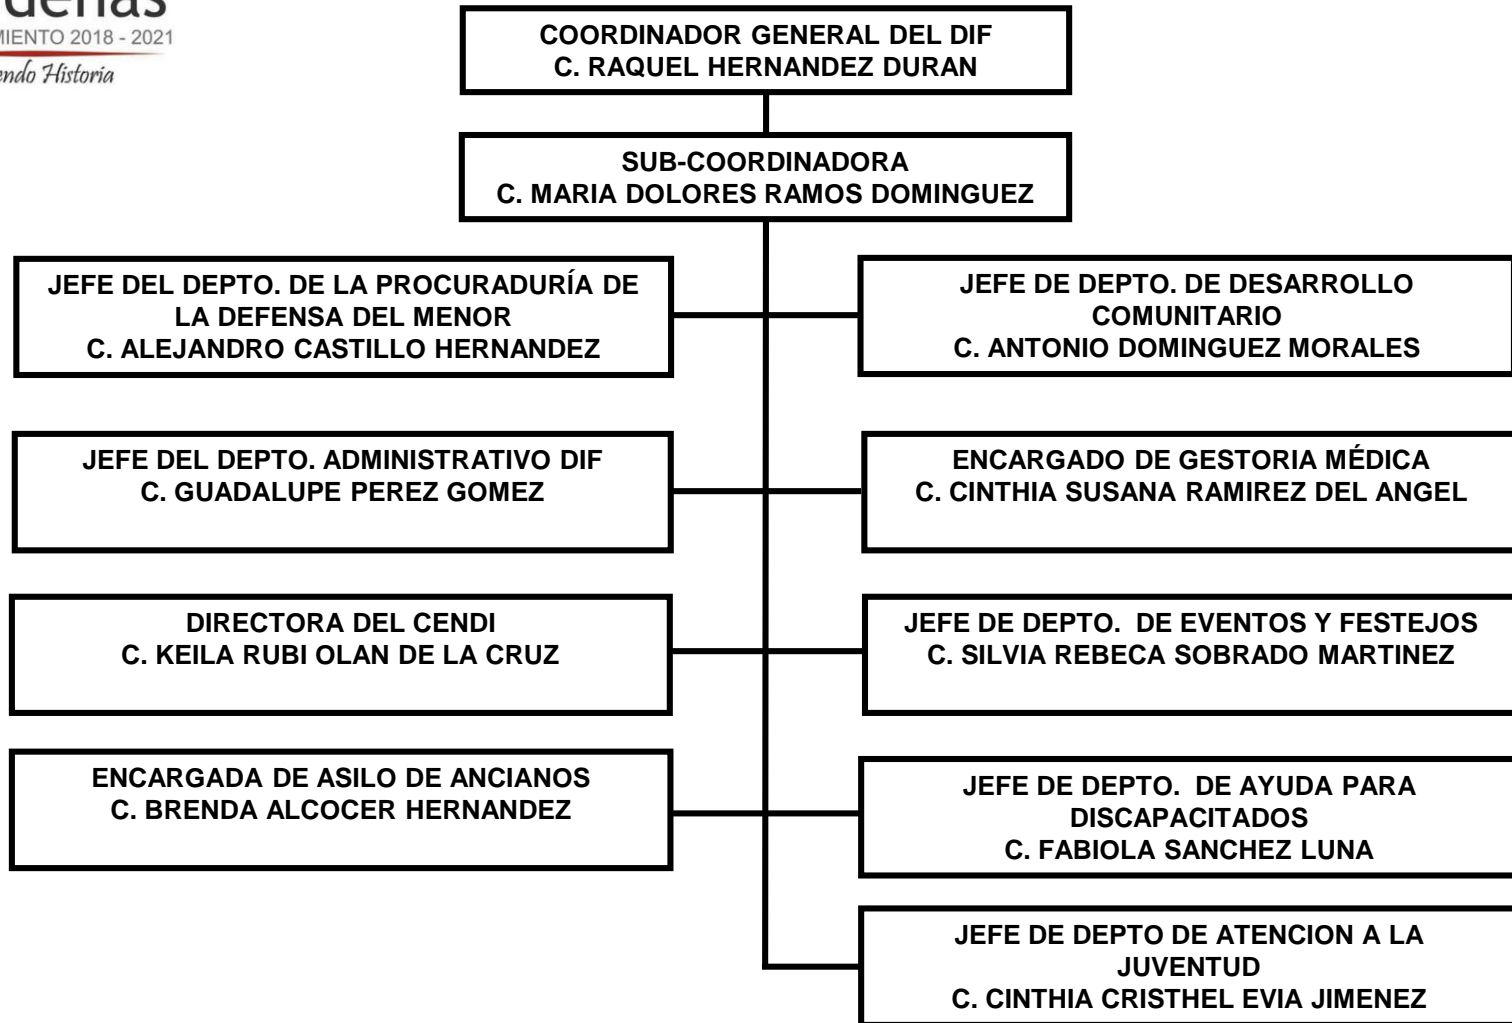 MIENTO 2018 - 2021
Historia
COORDINADOR GENERAL DEL DIF
C. RAQUEL HERNANDEZ DURAN
SUB-COORDINADORA
C. MARIA DOLORES RAMOS DOMINGUEZ
JEFE DEL DEPTO. DE LA PROCURADURÍA DE
LA DEFENSA DEL MENOR
C. ALEJANDRO CASTILLO HERNANDEZ
JEFE DE DEPTO. DE DESARROLLO
COMUNITARIO
C. ANTONIO DOMINGUEZ MORALES
JEFE DEL DEPTO. ADMINISTRATIVO DIF
C. GUADALUPE PEREZ GOMEZ
ENCARGADO DE GESTORIA MÉDICA
C. CINTHIA SUSANA RAMIREZ DEL ANGEL
DIRECTORA DEL CENDI
C. KEILA RUBI OLAN DE LA CRUZ
JEFE DE DEPTO. DE EVENTOS Y FESTEJOS
C. SILVIA REBECA SOBRADO MARTINEZ
ENCARGADA DE ASILO DE ANCIANOS
C. BRENDA ALCOCER HERNANDEZ
JEFE DE DEPTO. DE AYUDA PARA
DISCAPACITADOS
C. FABIOLA SANCHEZ LUNA
JEFE DE DEPTO DE ATENCION A LA
JUVENTUD
C. CINTHIA CRISTHEL EVIA JIMENEZ